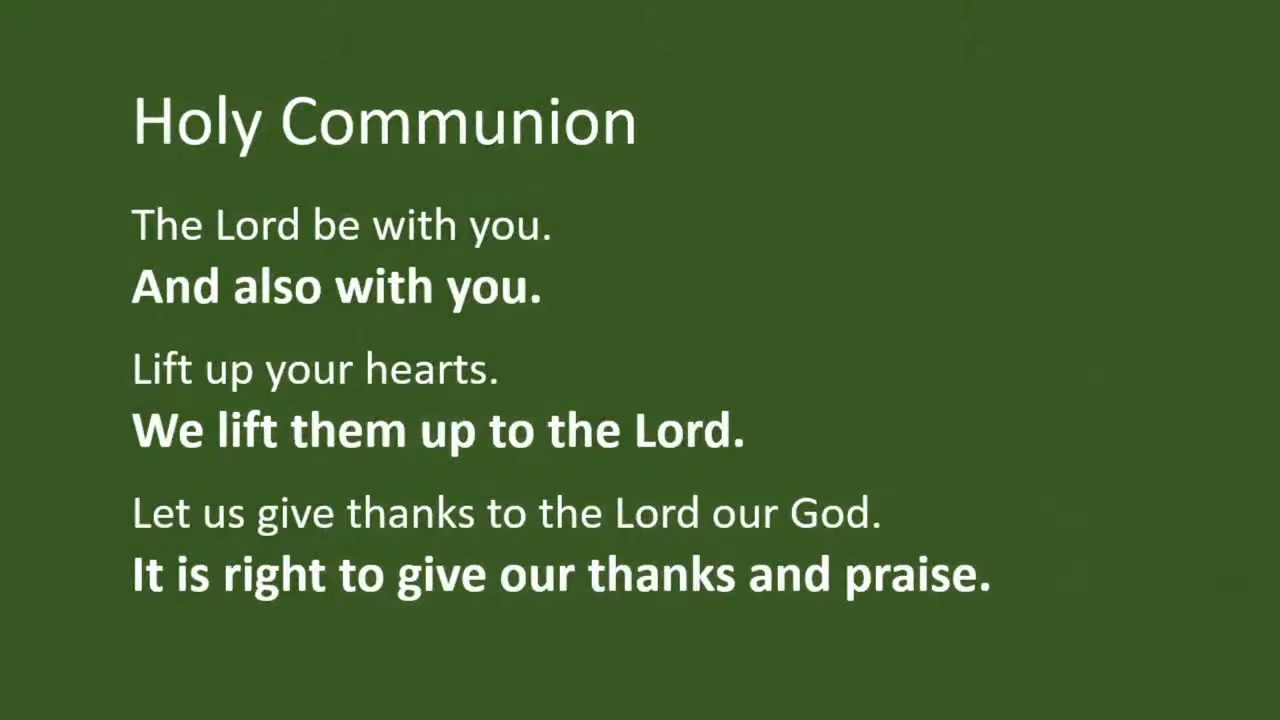 Holy Communion
The Lord be with you.
And also with you.
Lift up your hearts.
We lift them up to the Lord.
Let us give thanks to the Lord our God.
It is right to give our thanks and praise.